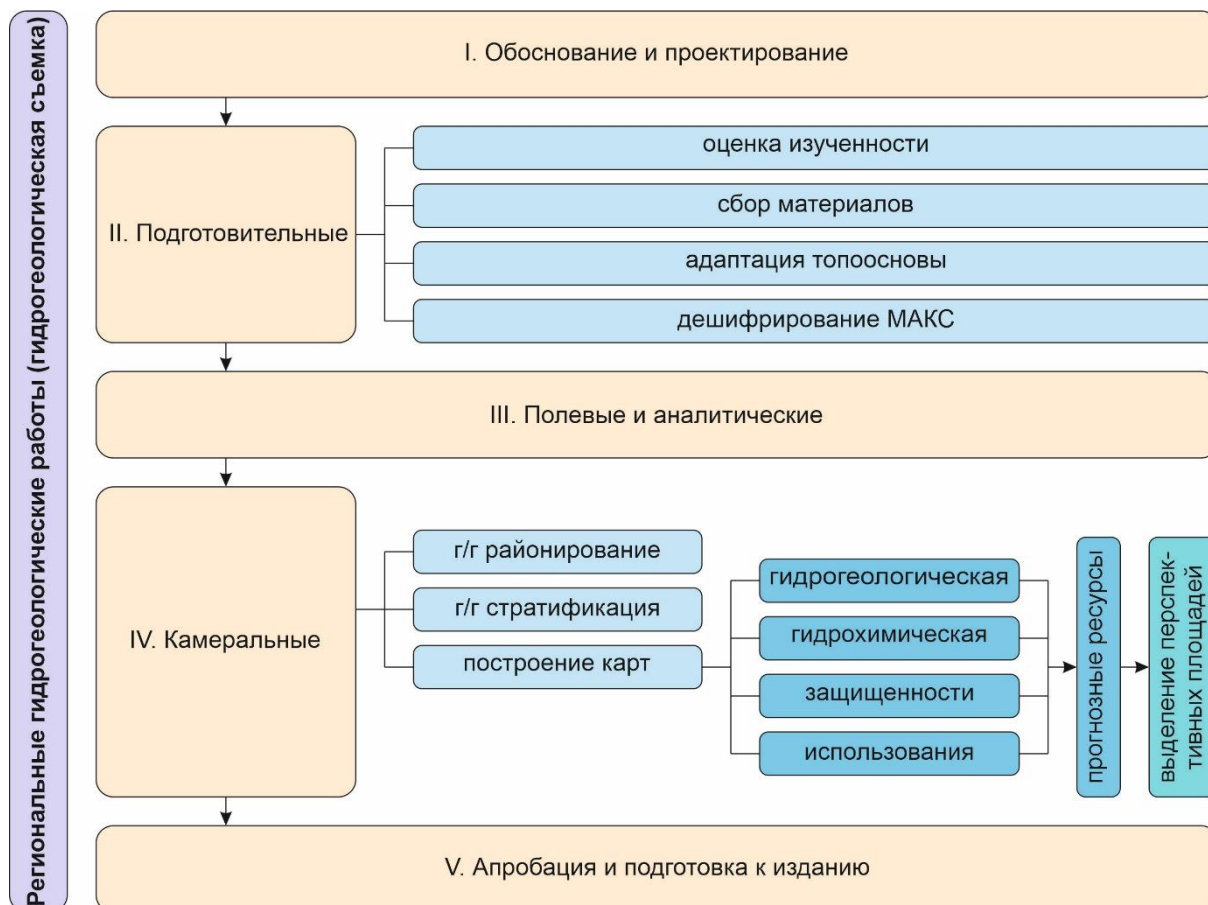 Региональные гидрогеологические работы (гидрогеологическая съемка)
I. Обоснование и проектирование
II. Подготовительные
оценка изученности
сбор материалов
адаптация топоосновы
дешифрирование МАКС
III. Полевые и аналитические
IV. Камеральные
г/г районирование
г/г стратификация
построение карт
гидрогеологическая
гидрохимическая
защищенности
использования
прогнозные ресурсы
выделение перспек-
тивных площадей
V. Апробация и подготовка к изданию